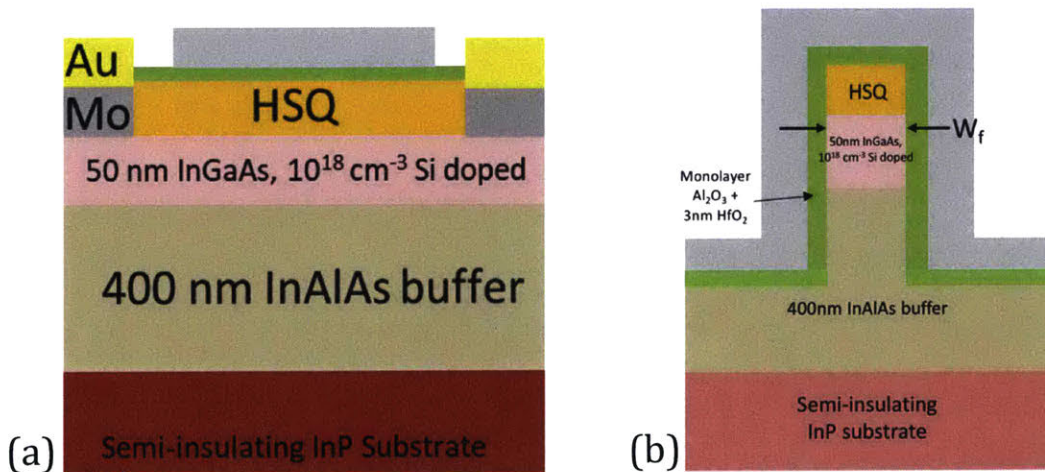 Au
Mo
HSQ
50 nm InGaAs, 10¹⁸ cm⁻³ Si doped
400 nm InAlAs buffer
Semi-insulating InP Substrate
(a)
HSQ
W_f
50nm InGaAs,
10¹⁸ cm⁻³ Si doped
Monolayer
Al₂O₃ +
3nm HfO₂
400nm InAlAs buffer
Semi-insulating
InP substrate
(b)